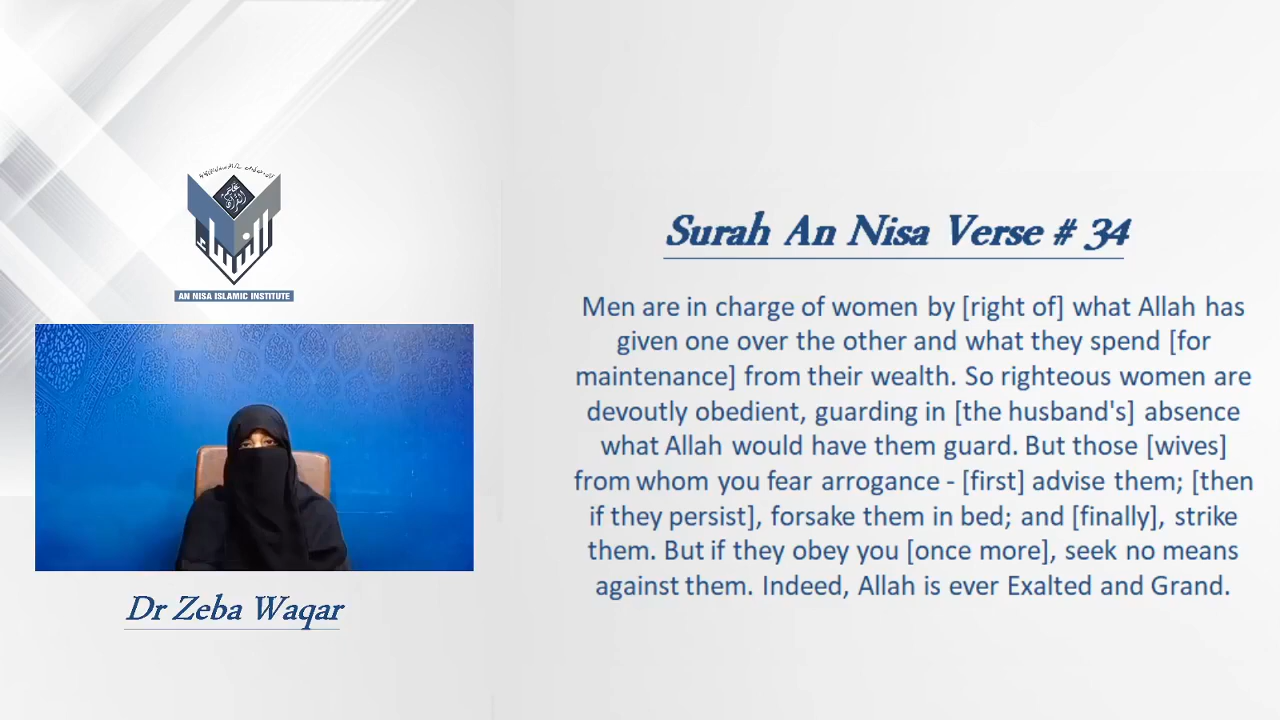 AN NISA ISLAMIC INSTITUTE
Dr Zeba Waqar
Surah An Nisa Verse # 34
Men are in charge of women by [right of] what Allah has
given one over the other and what they spend [for
maintenance] from their wealth. So righteous women are
devoutly obedient, guarding in [the husband's] absence
what Allah would have them guard. But those [wives]
from whom you fear arrogance - [first] advise them; [then
if they persist], forsake them in bed; and [finally], strike
them. But if they obey you [once more], seek no means
against them. Indeed, Allah is ever Exalted and Grand.